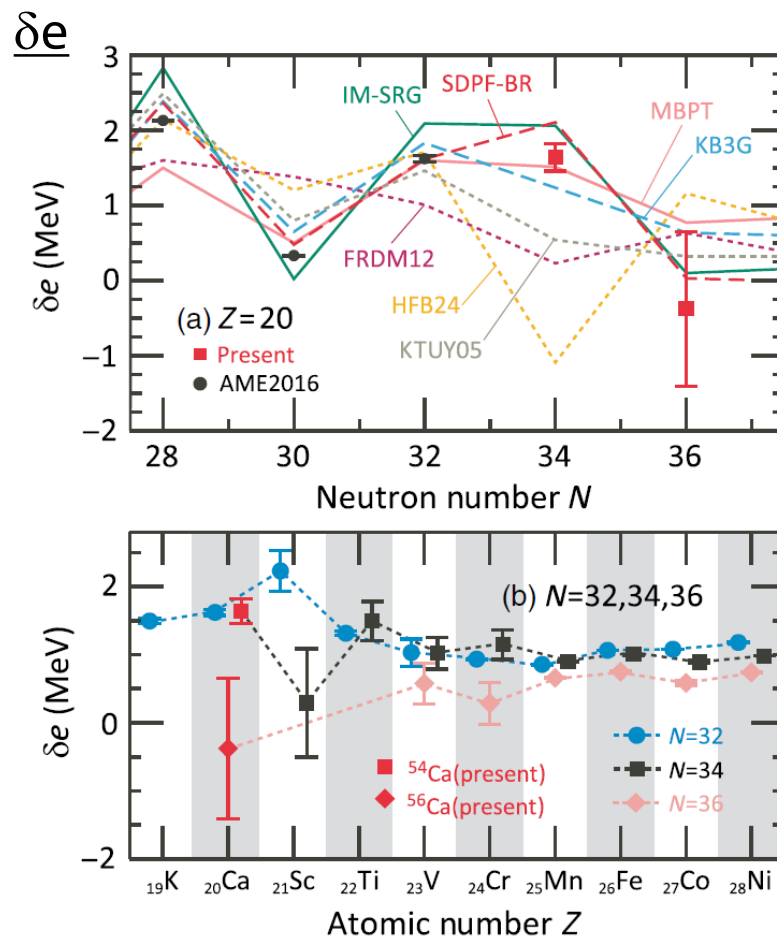 δe
3
2
1
0
−1
−2
δe (MeV)
IM-SRG
SDPF-BR
MBPT
KB3G
FRDM12
HFB24
KTUY05
(a) Z=20
Present
AME2016
28 30 32 34 36
Neutron number N
2
0
−2
δe (MeV)
(b) N=32,34,36
54Ca(present)
56Ca(present)
N=32
N=34
N=36
19K 20Ca 21Sc 22Ti 23V 24Cr 25Mn 26Fe 27Co 28Ni
Atomic number Z